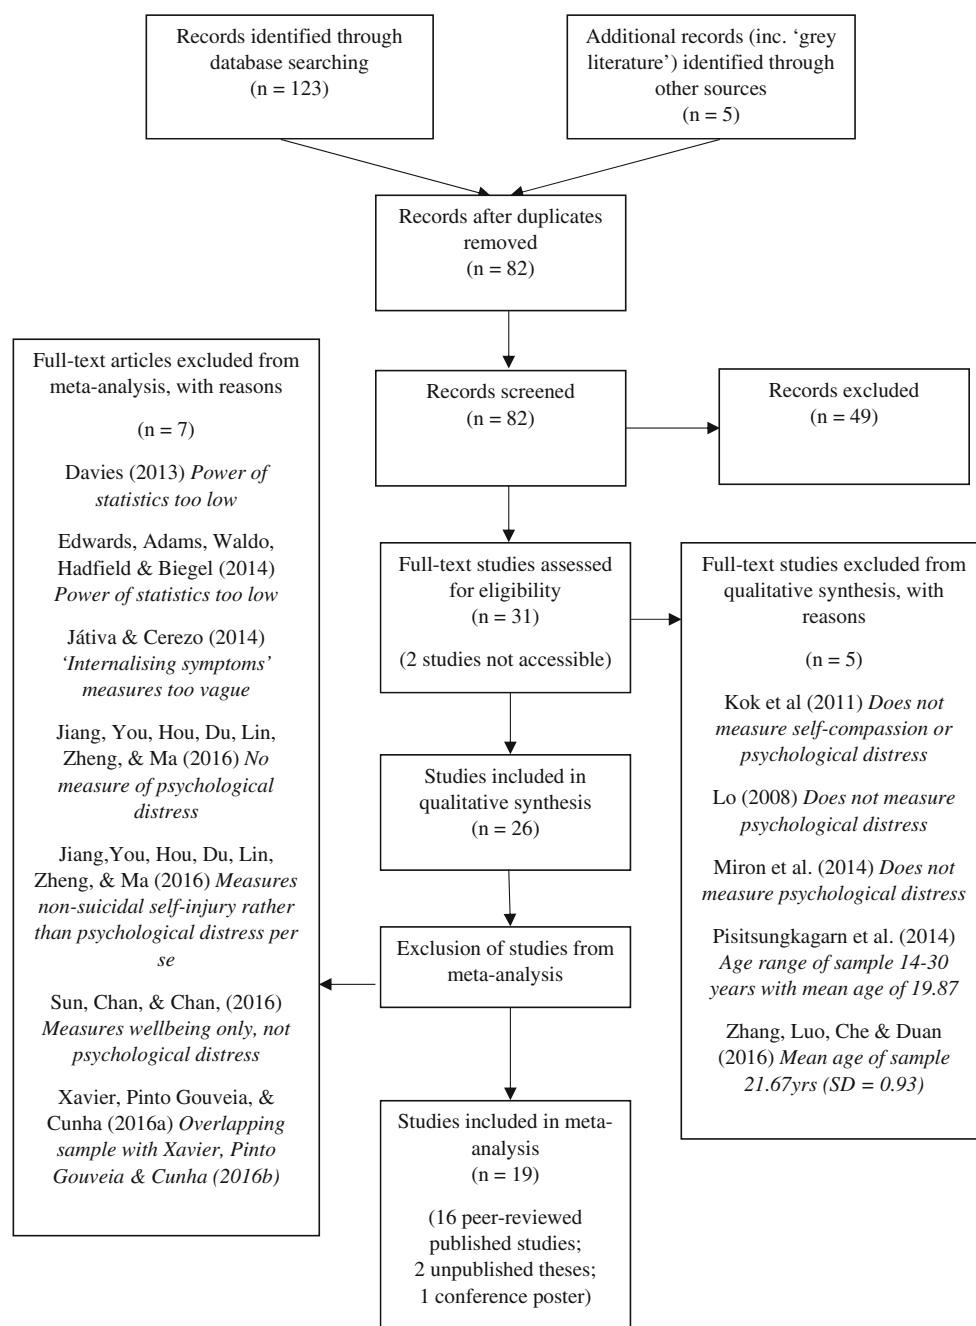 Records identified through
database searching
(n = 123)
Additional records (inc. ‘grey
literature’) identified through
other sources
(n = 5)
Records after duplicates
removed
(n = 82)
Records screened
(n = 82)
Records excluded
(n = 49)
Full-text articles excluded from
meta-analysis, with reasons
(n = 7)
Davies (2013) Power of
statistics too low
Edwards, Adams, Waldo,
Hadfield & Biegel (2014)
Power of statistics too low
Játiva & Cerezo (2014)
‘Internalising symptoms’
measures too vague
Jiang, You, Hou, Du, Lin,
Zheng, & Ma (2016) No
measure of psychological
distress
Jiang,You, Hou, Du, Lin,
Zheng, & Ma (2016) Measures
non-suicidal self-injury rather
than psychological distress per
se
Sun, Chan, & Chan, (2016)
Measures wellbeing only, not
psychological distress
Xavier, Pinto Gouveia, &
Cunha (2016a) Overlapping
sample with Xavier, Pinto
Gouveia & Cunha (2016b)
Full-text studies assessed
for eligibility
(n = 31)
(2 studies not accessible)
Full-text studies excluded from
qualitative synthesis, with
reasons
(n = 5)
Kok et al (2011) Does not
measure self-compassion or
psychological distress
Lo (2008) Does not measure
psychological distress
Miron et al. (2014) Does not
measure psychological distress
Pisitsungkagarn et al. (2014)
Age range of sample 14-30
years with mean age of 19.87
Zhang, Luo, Che & Duan
(2016) Mean age of sample
21.67yrs (SD = 0.93)
Studies included in
qualitative synthesis
(n = 26)
Exclusion of studies from
meta-analysis
Studies included in meta-
analysis
(n = 19)
(16 peer-reviewed
published studies;
2 unpublished theses;
1 conference poster)